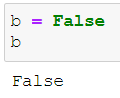 b = False
b
False